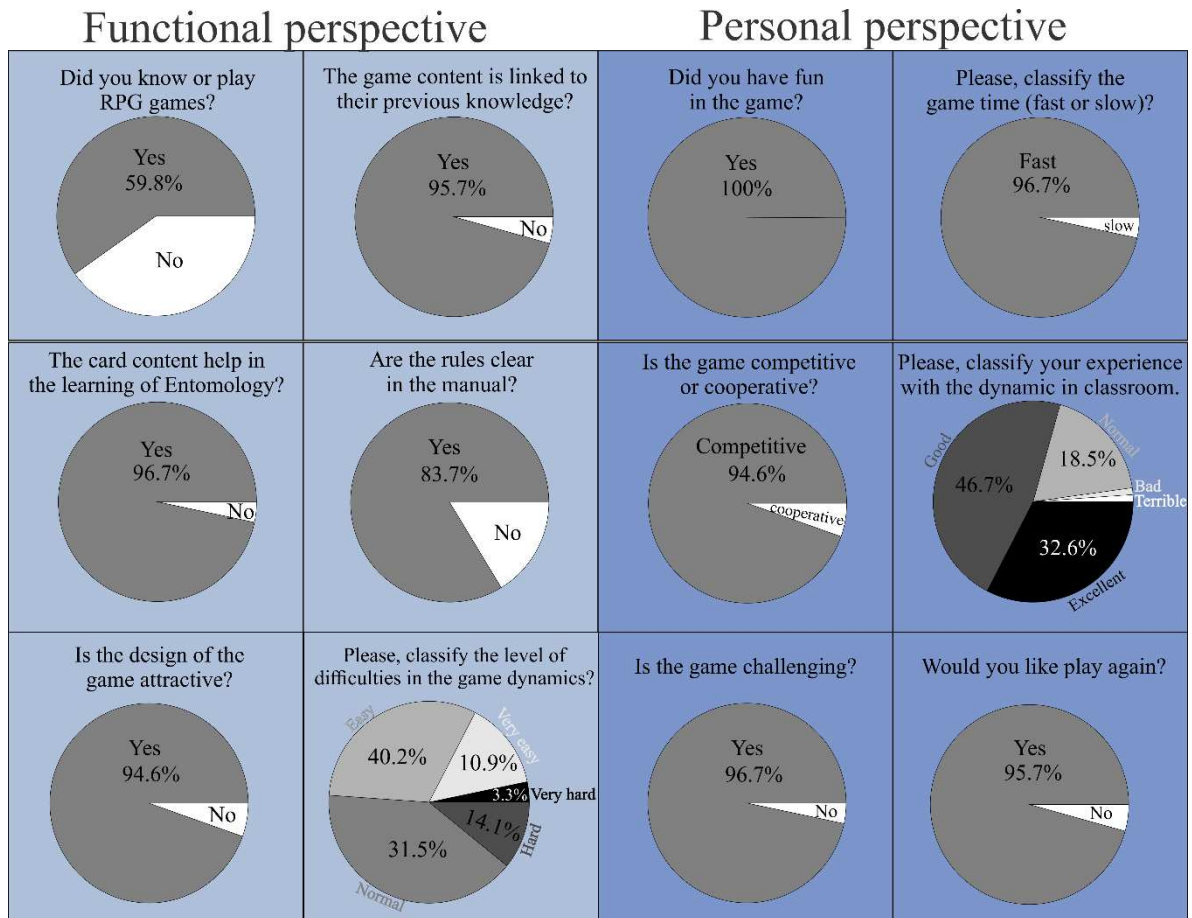 Functional perspective
Personal perspective
Did you know or play
RPG games?
Yes
59.8%
No
The game content is linked to
their previous knowledge?
Yes
95.7%
No
Did you have fun
in the game?
Yes
100%
Please, classify the
game time (fast or slow)?
Fast
96.7%
slow
The card content help in
the learning of Entomology?
Yes
96.7%
No
Are the rules clear
in the manual?
Yes
83.7%
No
Is the game competitive
or cooperative?
Competitive
94.6%
cooperative
Please, classify your experience
with the dynamic in classroom.
Good
46.7%
Normal
18.5%
Bad
Terrible
32.6%
Excellent
Is the design of the
game attractive?
Yes
94.6%
No
Please, classify the level of
difficulties in the game dynamics?
Easy
40.2%
Very easy
10.9%
3.3%
Very hard
14.1%
Hard
31.5%
Normal
Is the game challenging?
Yes
96.7%
No
Would you like play again?
Yes
95.7%
No